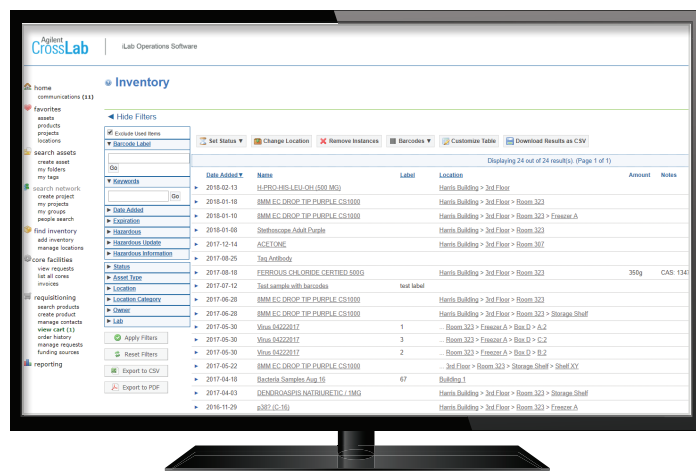 Agilent
CrossLab
iLab Operations Software
Inventory
home
communications (11)
favorites
assets
products
projects
locations
search assets
create asset
my folders
my tags
search network
create project
my projects
my groups
people search
find inventory
add inventory
manage locations
core facilities
view requests
list all cores
invoices
requisitioning
search products
create product
manage contacts
view cart (1)
order history
manage requests
funding sources
reporting
◄ Hide Filters
Exclude Used Items
▼ Barcode Label
Go
▼ Keywords
Go
► Date Added
► Expiration
► Hazardous
► Hazardous Update
► Hazardous Information
► Status
► Asset Type
► Location
► Location Category
► Owner
► Lab
Apply Filters
Reset Filters
Export to CSV
Export to PDF
Set Status ▼ Change Location Remove Instances Barcodes ▼ Customize Table Download Results as CSV
Displaying 24 out of 24 result(s). (Page 1 of 1)
Date Added▼ Name Label Location Amount Notes
► 2018-02-13 H-PRO-HIS-LEU-OH (500 MG) Harris Building > 3rd Floor
► 2018-01-18 8MM EC DROP TIP PURPLE CS1000 Harris Building > 3rd Floor > Room 323
► 2018-01-10 8MM EC DROP TIP PURPLE CS1000 Harris Building > 3rd Floor > Room 323 > Freezer A
► 2018-01-08 Stethoscope Adult Purple Harris Building > 3rd Floor > Room 323
► 2017-12-14 ACETONE Harris Building > 3rd Floor > Room 307
► 2017-08-25 Taq Antibody
► 2017-08-18 FERROUS CHLORIDE CERTIED 500G Harris Building > 3rd Floor > Room 323 350g CAS: 134
► 2017-07-12 Test sample with barcodes test label
► 2017-06-28 8MM EC DROP TIP PURPLE CS1000 Harris Building > 3rd Floor > Room 323
► 2017-06-28 8MM EC DROP TIP PURPLE CS1000 Harris Building > 3rd Floor > Room 323 > Storage Shelf
► 2017-05-30 Virus 04222017 1 ... Room 323 > Freezer A > Box D > A:2
► 2017-05-30 Virus 04222017 3 ... Room 323 > Freezer A > Box D > C:2
► 2017-05-30 Virus 04222017 2 ... Room 323 > Freezer A > Box D > B:2
► 2017-05-22 8MM EC DROP TIP PURPLE CS1000 ... 3rd Floor > Room 323 > Storage Shelf > Shelf XY
► 2017-04-18 Bacteria Samples Aug 16 67 Building 1
► 2017-04-03 DENDROASPIS NATRIURETIC / 1MG Harris Building > 3rd Floor > Room 323 > Storage Shelf
► 2016-11-29 p38? (C-16) Harris Building > 3rd Floor > Room 323 > Freezer A